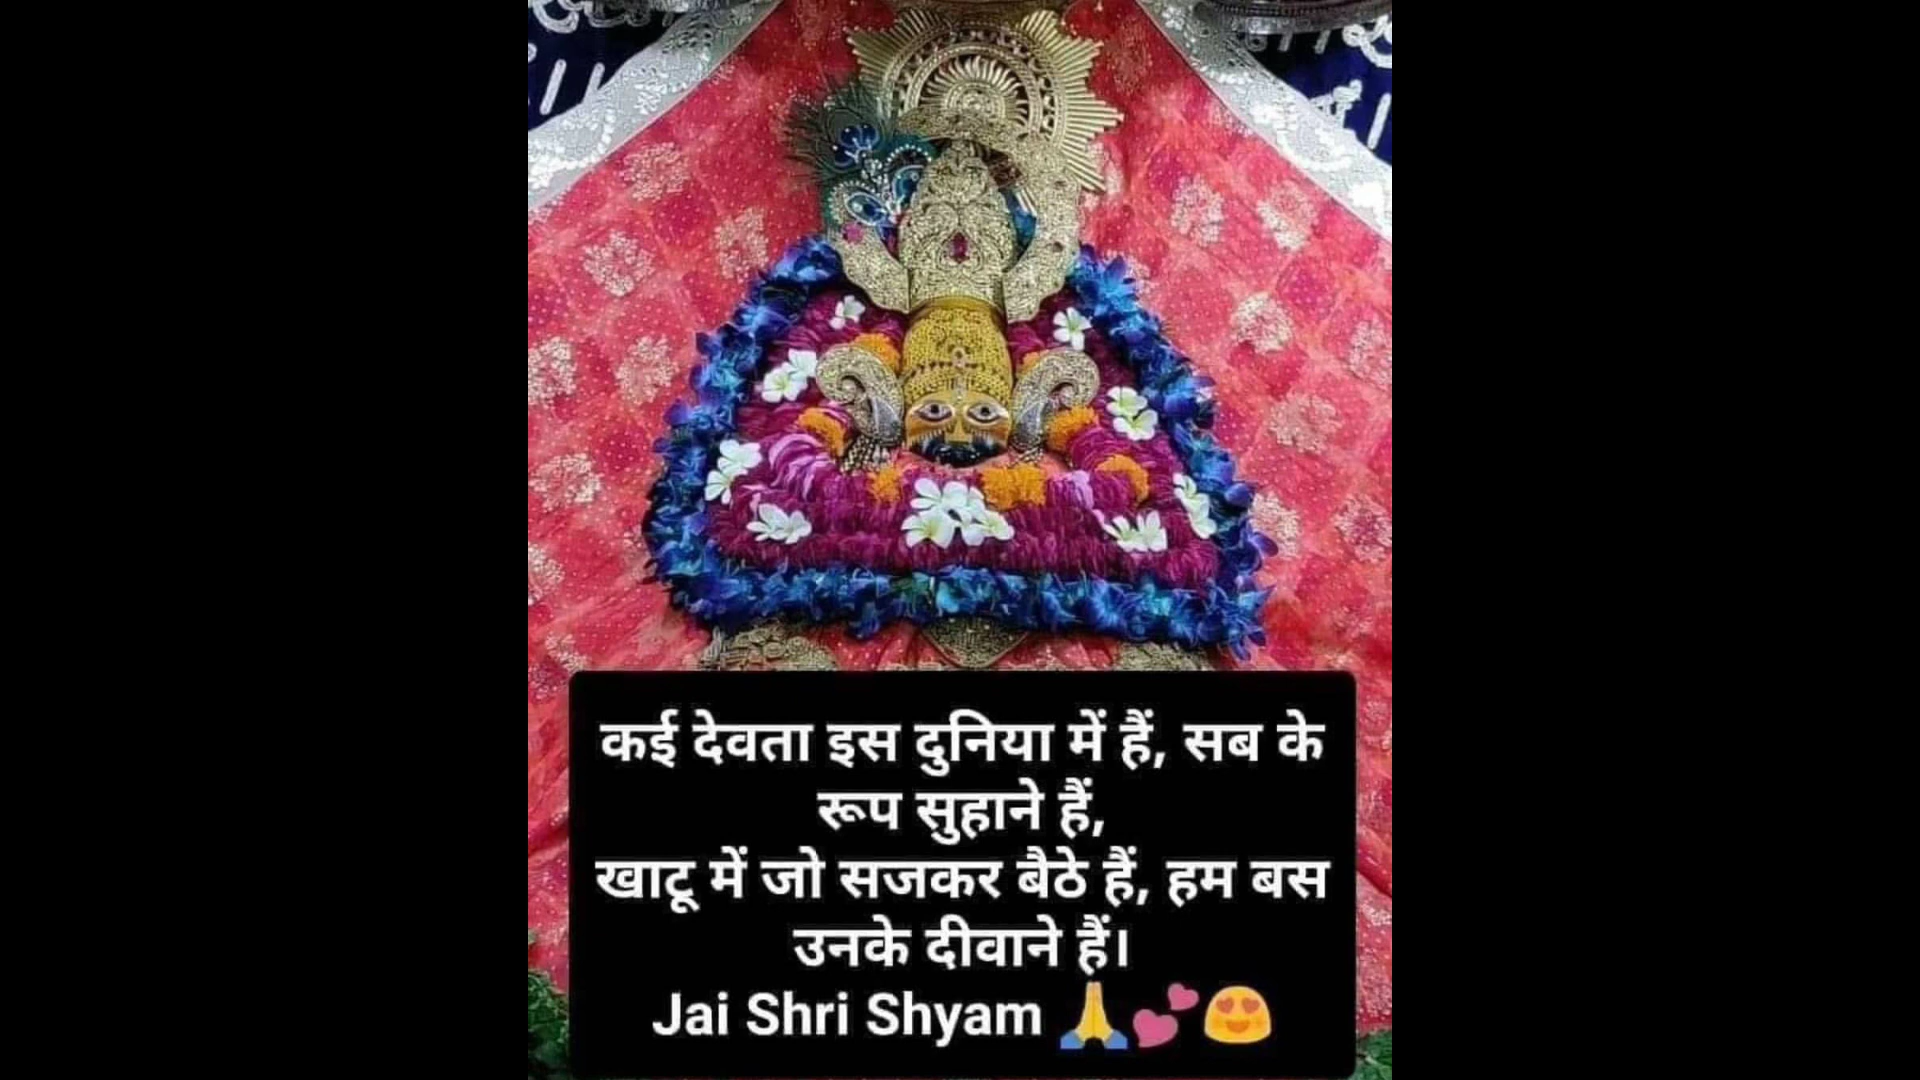 कई देवता इस दुनिया में हैं, सब के
रूप सुहाने हैं,
खाटू में जो सजकर बैठे हैं, हम बस
उनके दीवाने हैं।
Jai Shri Shyam 🙏💕😍